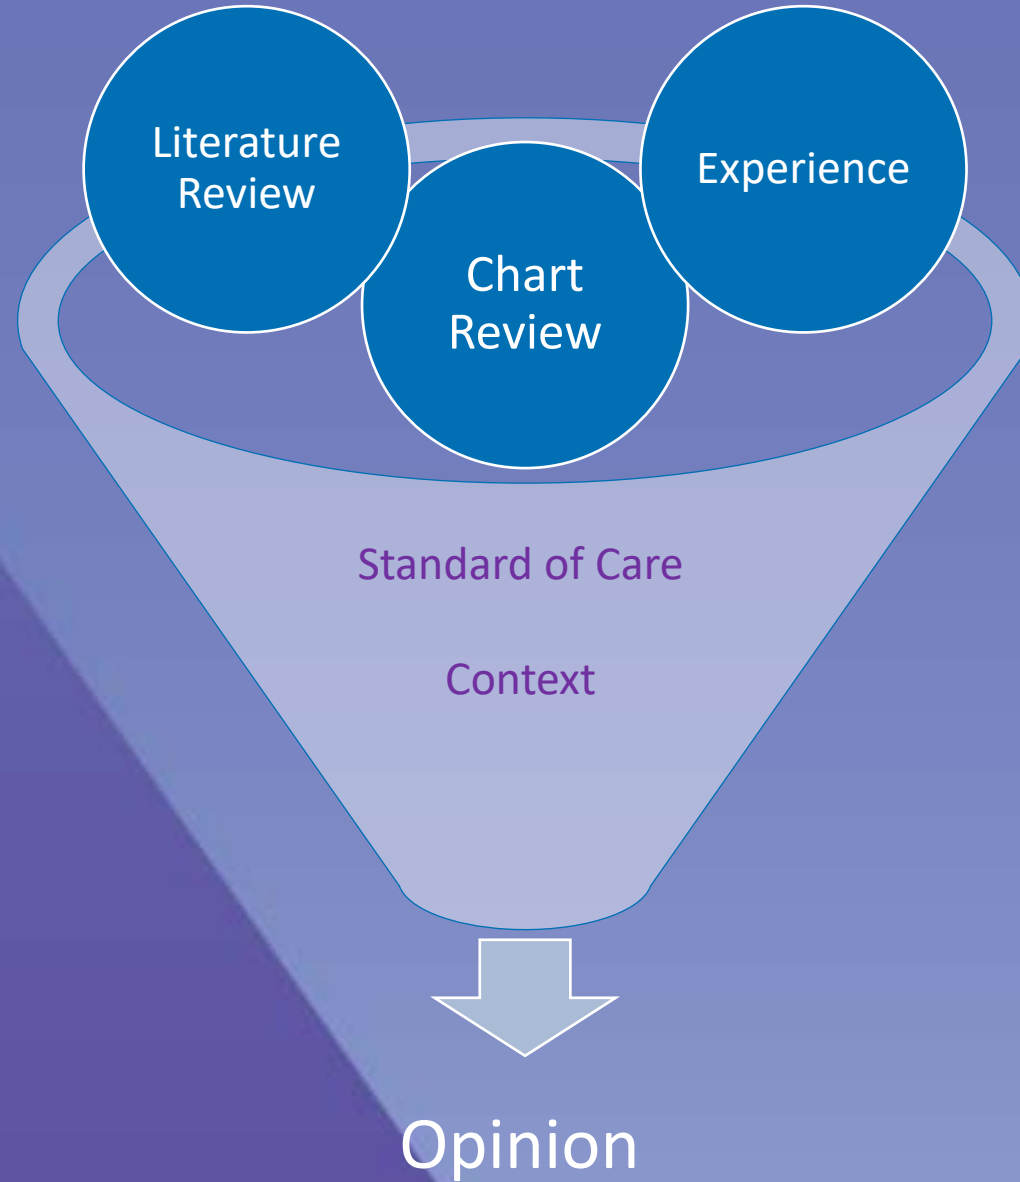 Literature
Review
Experience
Chart
Review
Standard of Care
Context
Opinion